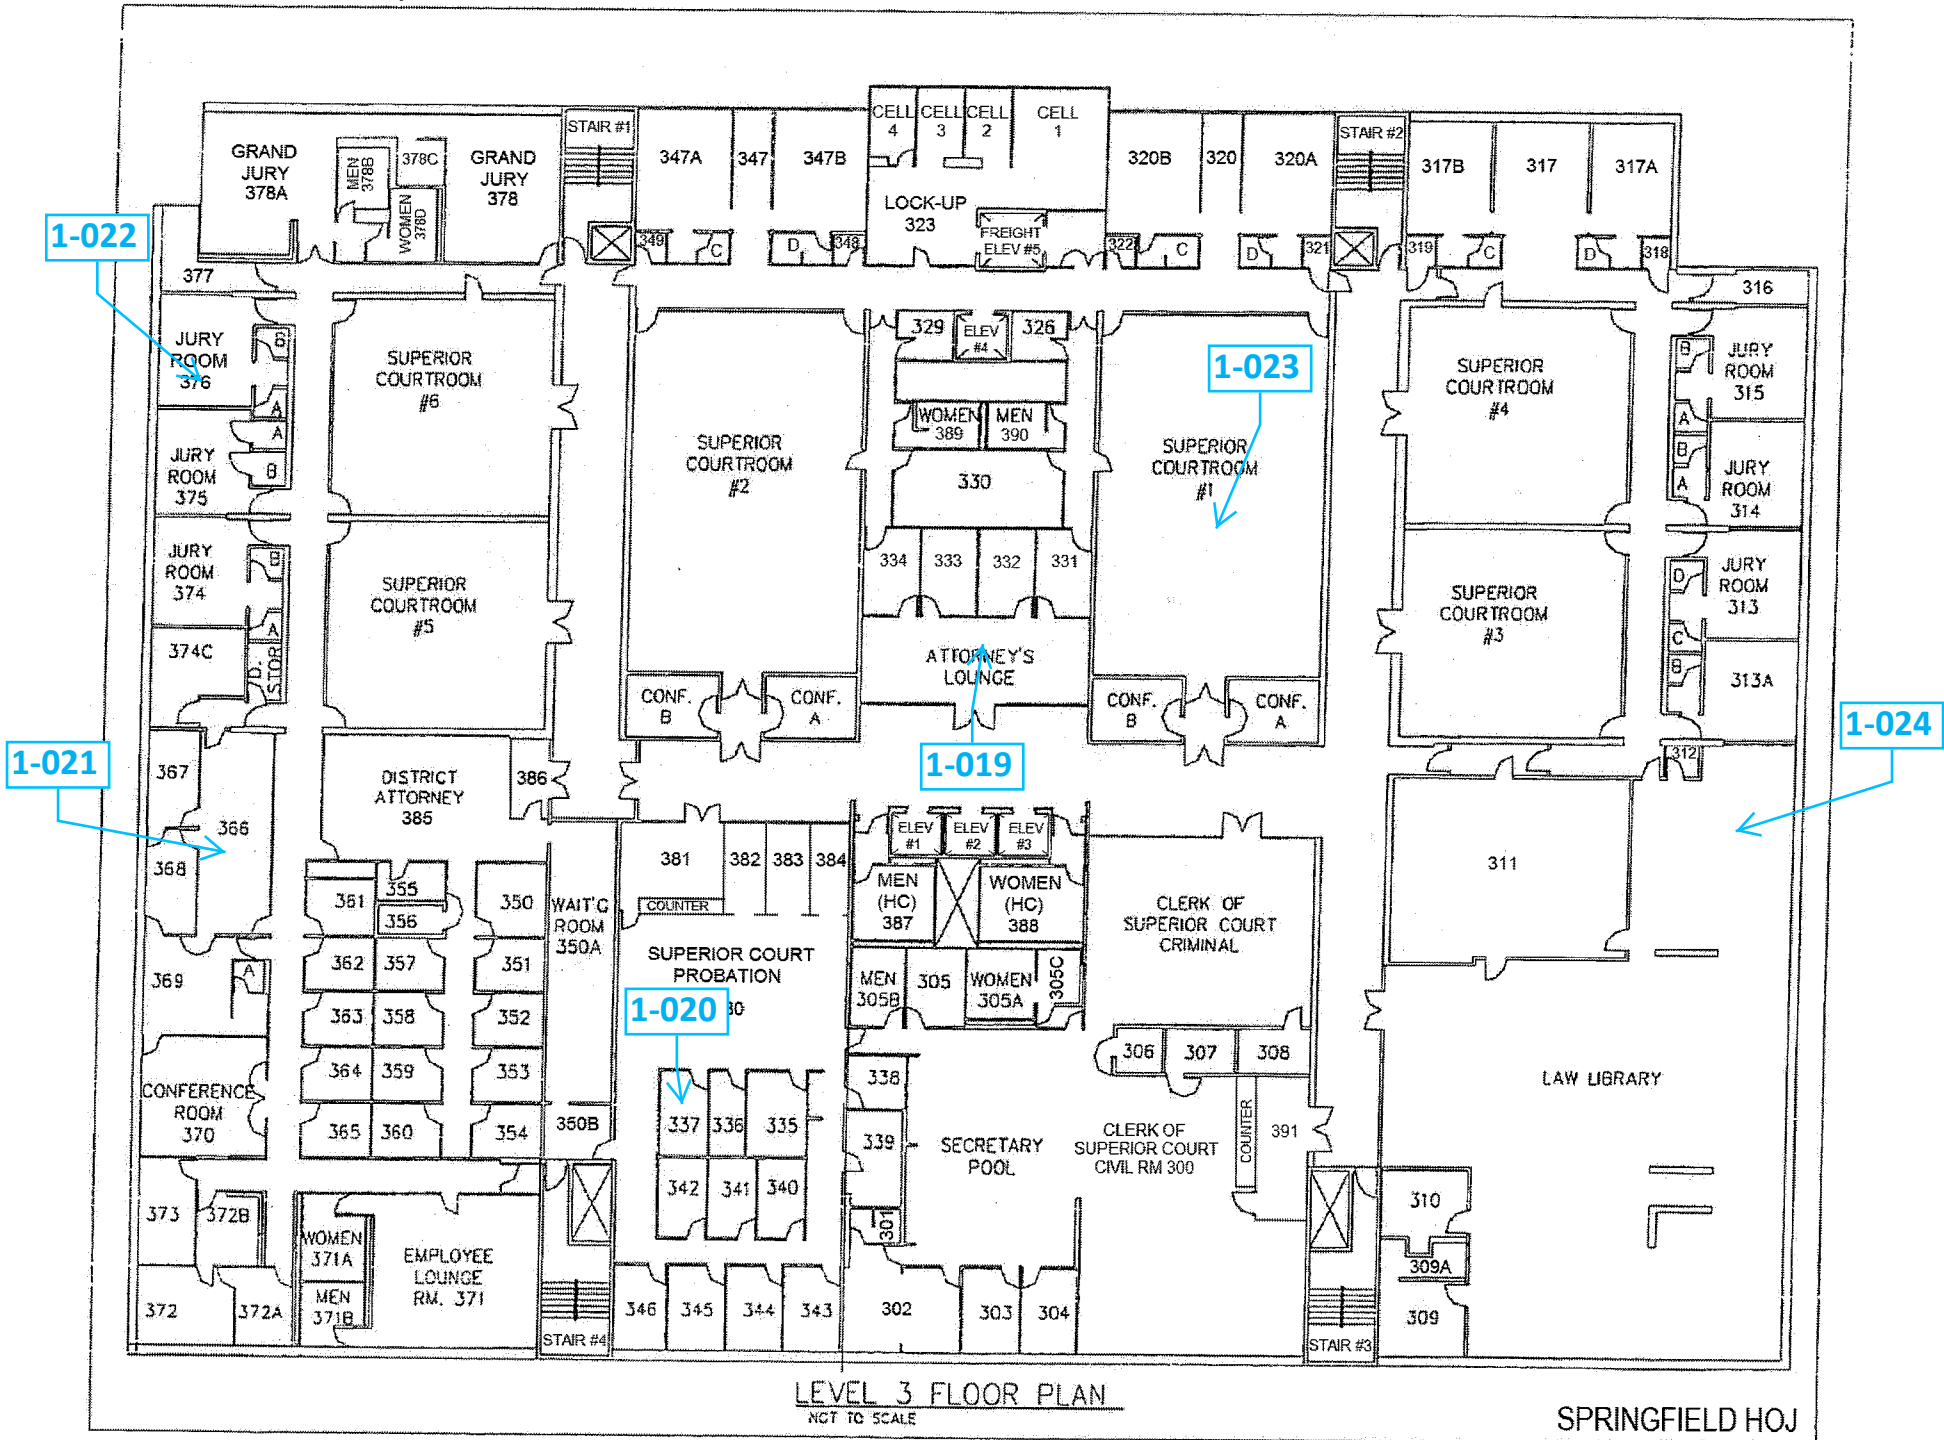 STAIR #1
CELL
4
CELL
3
CELL
2
CELL
1
STAIR #2
GRAND
JURY
378A
MEN
378B
378C
WOMEN
378D
GRAND
JURY
378
347A
347
347B
LOCK-UP
323
FREIGHT
ELEV #5
320B
320
320A
317B
317
317A
349
C
D
348
322
C
D
321
319
C
D
318
1-022
377
316
JURY
ROOM
376
B
A
SUPERIOR
COURTROOM
#6
329
ELEV
#4
326
1-023
SUPERIOR
COURTROOM
#4
B
JURY
ROOM
315
A
WOMEN
389
MEN
390
A
B
JURY
ROOM
375
SUPERIOR
COURTROOM
#2
330
SUPERIOR
COURTROOM
#1
B
A
JURY
ROOM
314
JURY
ROOM
374
B
A
SUPERIOR
COURTROOM
#5
334
333
332
331
SUPERIOR
COURTROOM
#3
D
JURY
ROOM
313
C
B
374C
D.
STOR
ATTORNEY'S
LOUNGE
313A
CONF.
B
CONF.
A
CONF.
B
CONF.
A
1-021
1-019
1-024
312
367
366
368
DISTRICT
ATTORNEY
385
386
381
382
383
384
COUNTER
ELEV
#1
ELEV
#2
ELEV
#3
311
361
355
356
350
WAIT'G
ROOM
350A
MEN
(HC)
387
WOMEN
(HC)
388
CLERK OF
SUPERIOR COURT
CRIMINAL
SUPERIOR COURT
PROBATION
80
369
A
362
357
351
MEN
305B
305
WOMEN
305A
305C
1-020
363
358
352
306
307
308
364
359
353
338
LAW LIBRARY
CONFERENCE
ROOM
370
365
360
354
350B
337
336
335
339
SECRETARY
POOL
CLERK OF
SUPERIOR COURT
CIVIL RM 300
COUNTER
391
373
372B
342
341
340
301
310
WOMEN
371A
EMPLOYEE
LOUNGE
RM. 371
309A
372
372A
MEN
371B
STAIR #4
346
345
344
343
302
303
304
STAIR #3
309
LEVEL 3 FLOOR PLAN
NOT TO SCALE
SPRINGFIELD HOJ